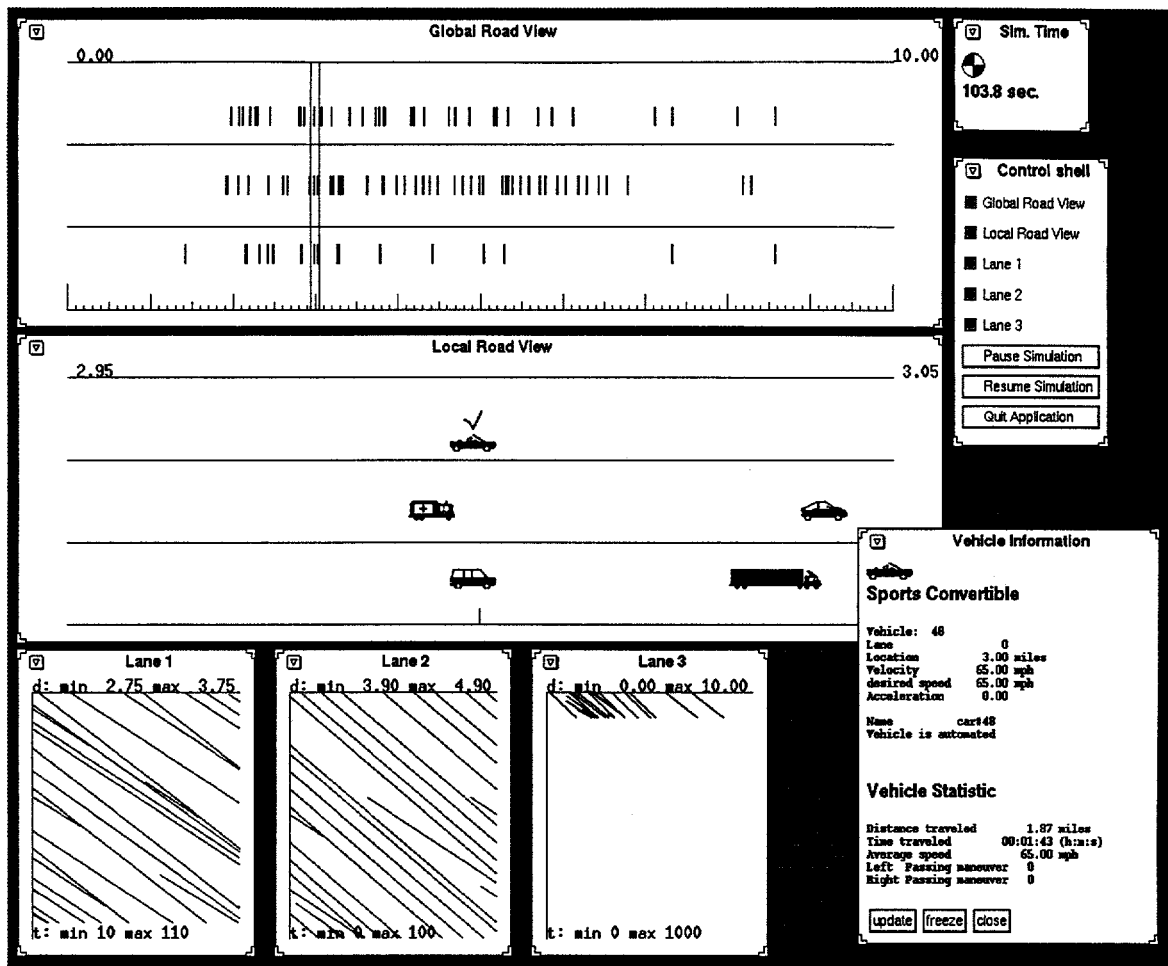 Global Road View
0.00 10.00
Sim. Time
103.8 sec.
Control shell
Global Road View
Local Road View
Lane 1
Lane 2
Lane 3
Pause Simulation
Resume Simulation
Quit Application
Local Road View
2.95 3.05
Lane 1
d: min 2.75 max 3.75
t: min 10 max 110
Lane 2
d: min 3.90 max 4.90
t: min 0 max 100
Lane 3
d: min 0.00 max 10.00
t: min 0 max 1000
Vehicle Information
Sports Convertible
Vehicle: 48
Lane 0
Location 3.00 miles
Velocity 65.00 mph
desired speed 65.00 mph
Acceleration 0.00
Name car#48
Vehicle is automated
Vehicle Statistic
Distance traveled 1.87 miles
Time traveled 00:01:43 (h:m:s)
Average speed 65.00 mph
Left Passing maneuver 0
Right Passing maneuver 0
update freeze close